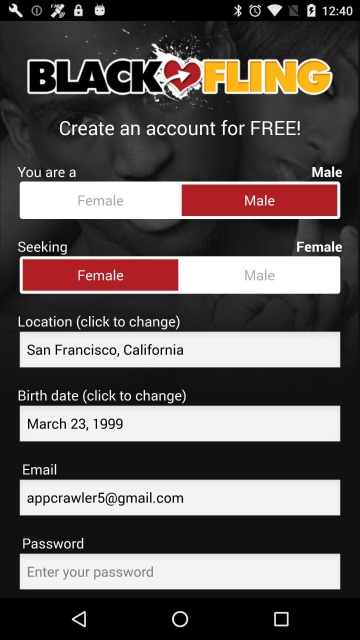 12:40
BLACK FLING
Create an account for FREE!
You are a Male
Female Male
Seeking Female
Female Male
Location (click to change)
San Francisco, California
Birth date (click to change)
March 23, 1999
Email
appcrawler5@gmail.com
Password
Enter your password